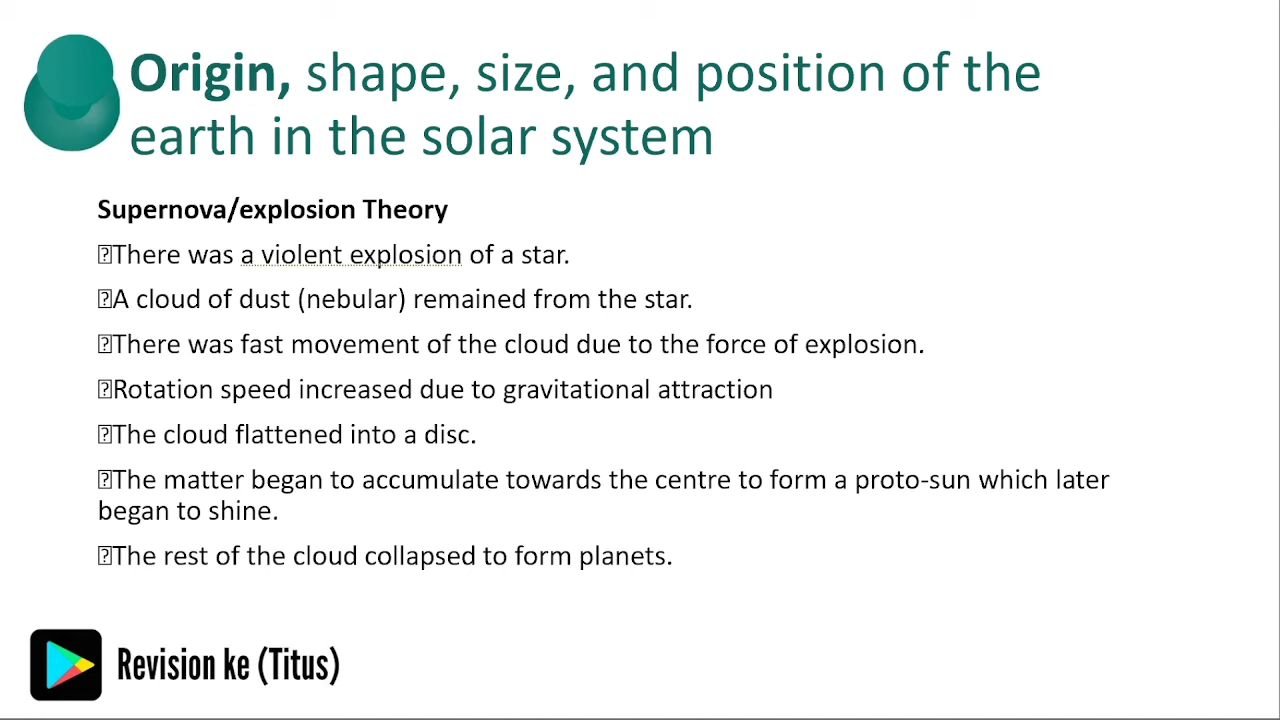 Origin, shape, size, and position of the
earth in the solar system
Supernova/explosion Theory
⍰There was a violent explosion of a star.
⍰A cloud of dust (nebular) remained from the star.
⍰There was fast movement of the cloud due to the force of explosion.
⍰Rotation speed increased due to gravitational attraction
⍰The cloud flattened into a disc.
⍰The matter began to accumulate towards the centre to form a proto-sun which later
began to shine.
⍰The rest of the cloud collapsed to form planets.
Revision ke (Titus)